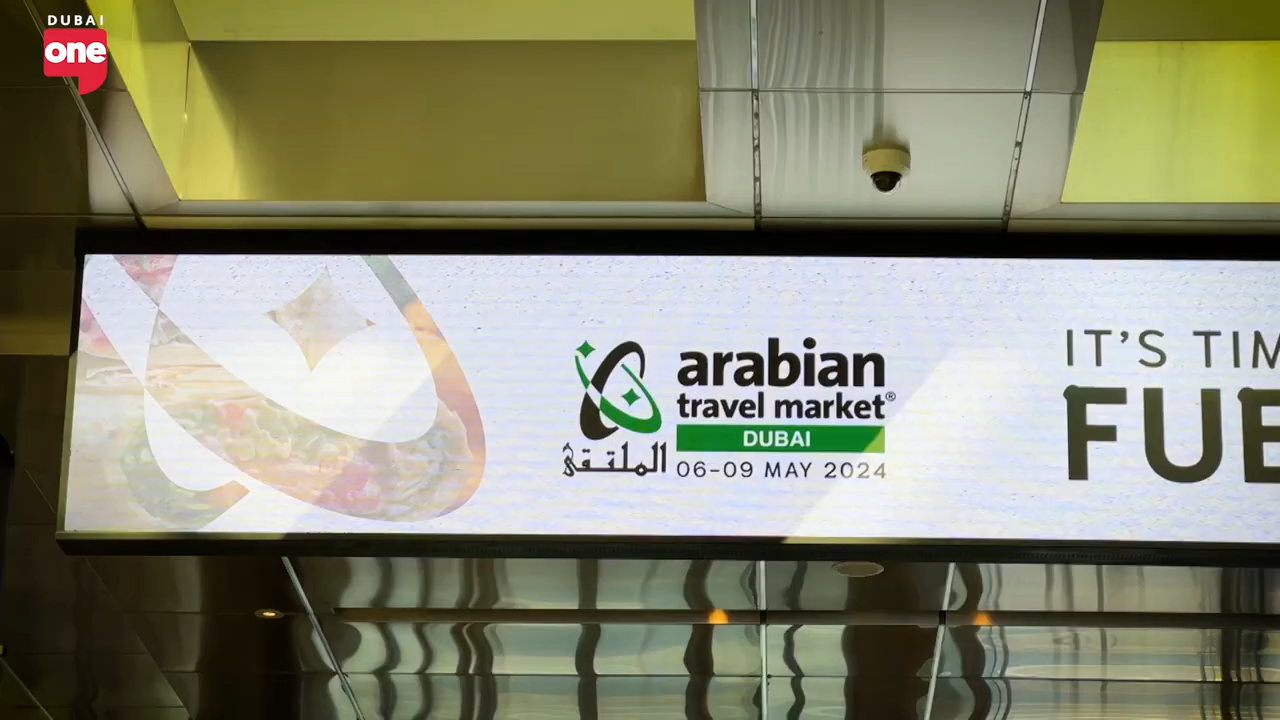 DUBAI
one
arabian
travel market®
DUBAI
الملتقى
06-09 MAY 2024
IT'S TIM
FUE